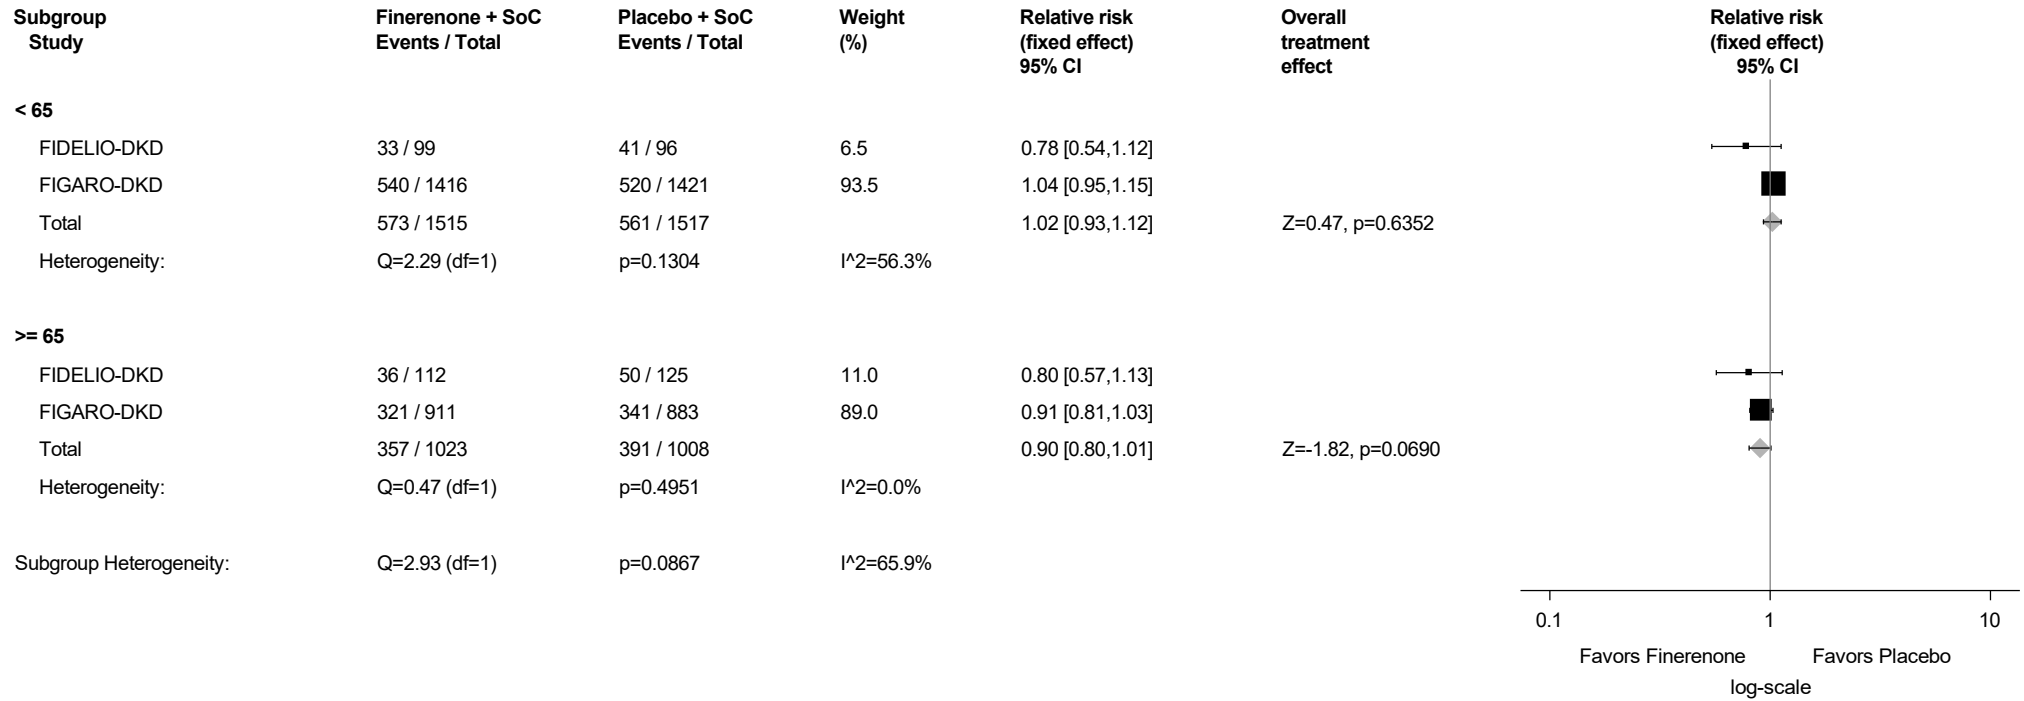 Subgroup Finerenone + SoC Placebo + SoC Weight Relative risk Overall Relative risk
Study Events / Total Events / Total (%) (fixed effect) treatment (fixed effect)
95% CI effect 95% CI
< 65
FIDELIO-DKD 33 / 99 41 / 96 6.5 0.78 [0.54,1.12]
FIGARO-DKD 540 / 1416 520 / 1421 93.5 1.04 [0.95,1.15]
Total 573 / 1515 561 / 1517 1.02 [0.93,1.12] Z=0.47, p=0.6352
Heterogeneity: Q=2.29 (df=1) p=0.1304 I^2=56.3%
>= 65
FIDELIO-DKD 36 / 112 50 / 125 11.0 0.80 [0.57,1.13]
FIGARO-DKD 321 / 911 341 / 883 89.0 0.91 [0.81,1.03]
Total 357 / 1023 391 / 1008 0.90 [0.80,1.01] Z=-1.82, p=0.0690
Heterogeneity: Q=0.47 (df=1) p=0.4951 I^2=0.0%
Subgroup Heterogeneity: Q=2.93 (df=1) p=0.0867 I^2=65.9%
0.1 1 10
Favors Finerenone Favors Placebo
log-scale